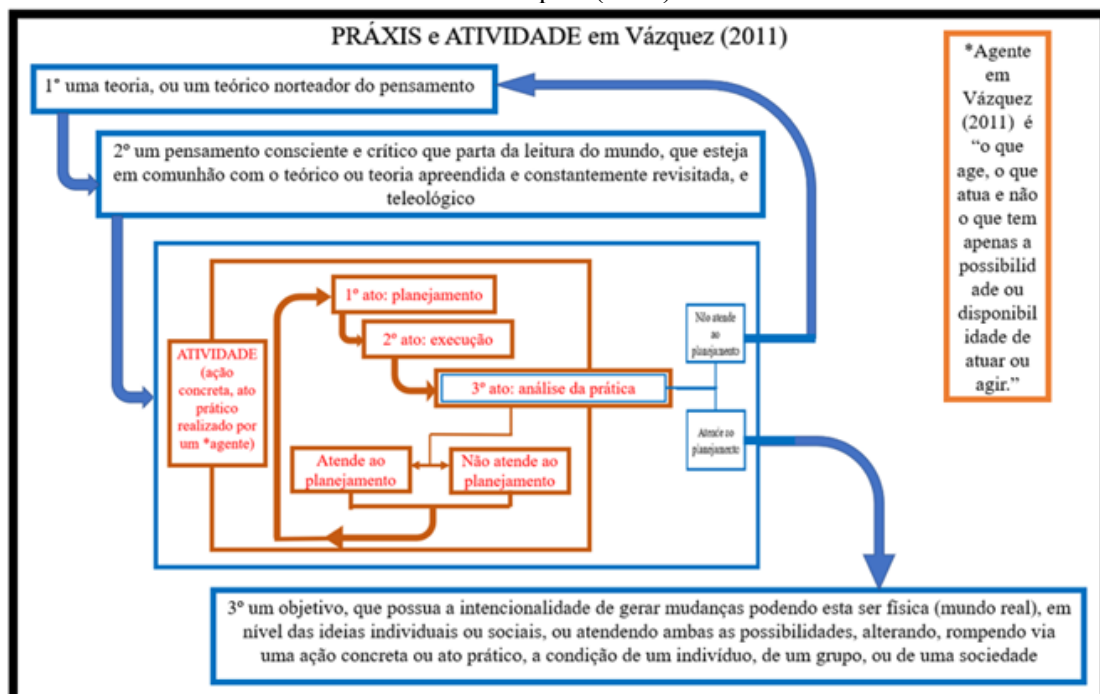 PRÁXIS e ATIVIDADE em Vázquez (2011)
1° uma teoria, ou um teórico norteador do pensamento
2º um pensamento consciente e crítico que parta da leitura do mundo, que esteja
em comunhão com o teórico ou teoria apreendida e constantemente revisitada, e
teleológico
ATIVIDADE
(ação
concreta, ato
prático
realizado por
um *agente)
1º ato: planejamento
2º ato: execução
3º ato: análise da prática
Atende ao
planejamento
Não atende ao
planejamento
Não atende
ao
planejamento
Atende ao
planejamento
3º um objetivo, que possua a intencionalidade de gerar mudanças podendo esta ser física (mundo real), em
nível das ideias individuais ou sociais, ou atendendo ambas as possibilidades, alterando, rompendo via
uma ação concreta ou ato prático, a condição de um indivíduo, de um grupo, ou de uma sociedade
*Agente
em
Vázquez
(2011) é
“o que
age, o que
atua e não
o que tem
apenas a
possibilid
ade ou
disponibil
idade de
atuar ou
agir.”